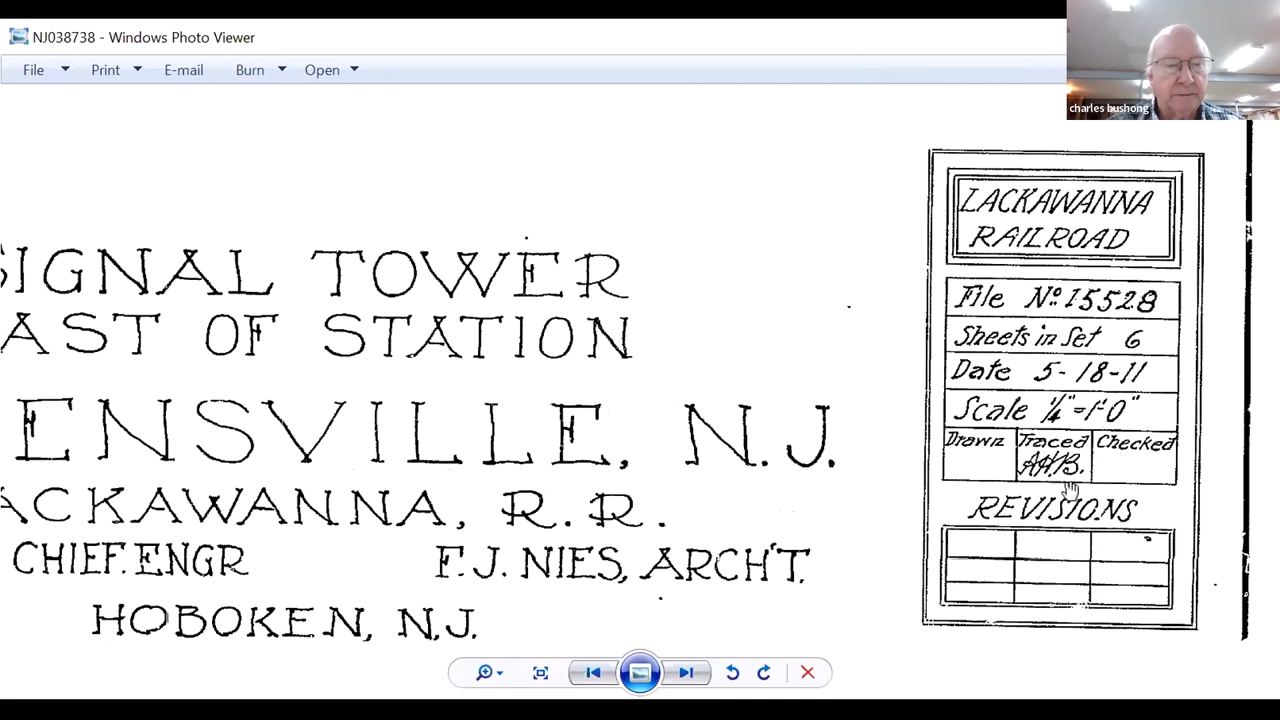 NJ038738 - Windows Photo Viewer
File Print E-mail Burn Open
charles bushong
SIGNAL TOWER
AST OF STATION
ENSVILLE, N.J.
ACKAWANNA, R.R.
CHIEF. ENGR F.J. NIES, ARCH'T.
HOBOKEN, N.J.
LACKAWANNA
RAILROAD
File No. 15528
Sheets in Set 6
Date 5-18-11
Scale 1/4"=1'-0"
Drawn Traced Checked
A.H.B.
REVISIONS